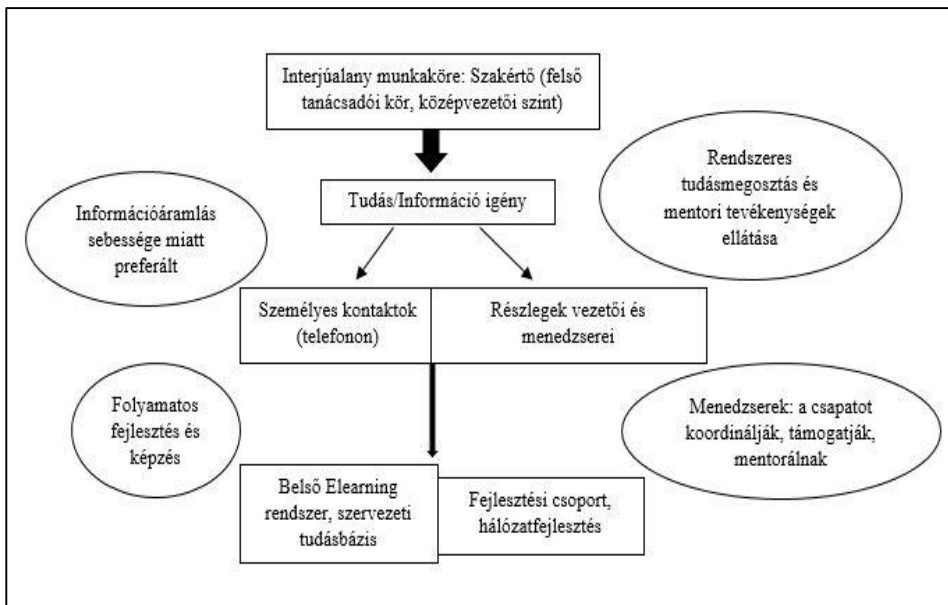 Interjúalany munkaköre: Szakértő (felső
tanácsadói kör, középvezetői szint)
Rendszeres
tudásmegosztás és
mentori tevékenységek
ellátása
Tudás/Információ igény
Információáramlás
sebessége miatt
preferált
Személyes kontaktok
(telefonon)
Részlegek vezetői és
menedzserei
Folyamatos
fejlesztés és
képzés
Menedzserek: a csapatot
koordinálják, támogatják,
mentorálnak
Belső Elearning
rendszer, szervezeti
tudásbázis
Fejlesztési csoport,
hálózatfejlesztés